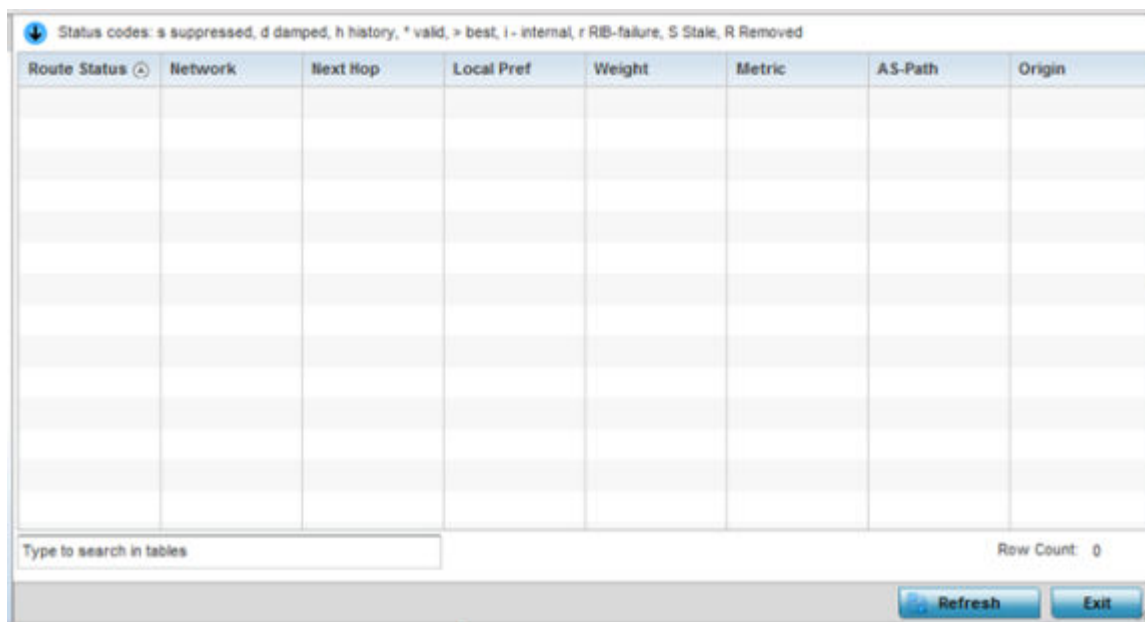 Status codes: s suppressed, d damped, h history, * valid, > best, i - internal, r RIB-failure, S Stale, R Removed
Route Status Network Next Hop Local Pref Weight Metric AS-Path Origin
Type to search in tables Row Count: 0
Refresh Exit